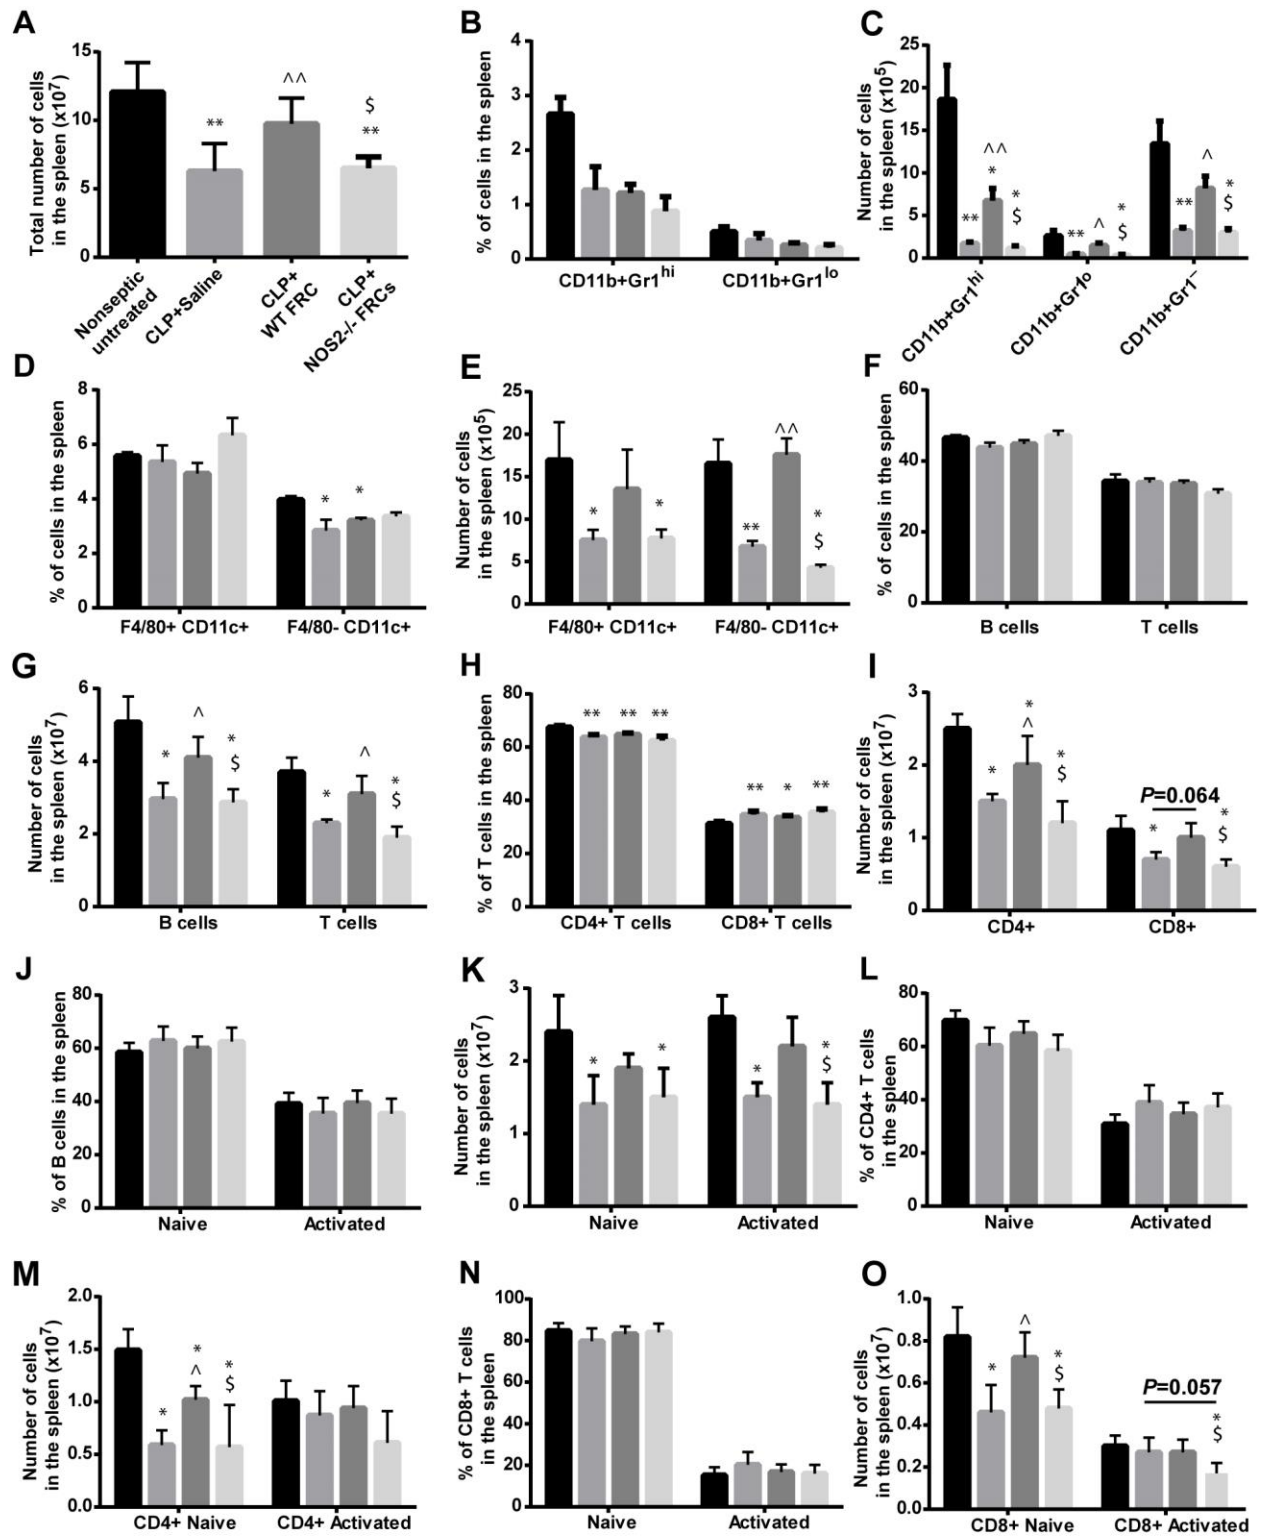 A
Total number of cells
in the spleen (x10⁷)
15
10
5
0
**
^^
$
**
Nonseptic
untreated
CLP+Saline
CLP+
WT FRC
CLP+
NOS2-/- FRCs
B
% of cells in the spleen
4
3
2
1
0
CD11b+Gr1hi
CD11b+Gr1lo
C
Number of cells
in the spleen (x10⁵)
25
20
15
10
5
0
**
^^
*
*
$
**
^
*
$
**
^
*
$
CD11b+Gr1hi
CD11b+Gr1lo
CD11b+Gr1–
D
% of cells in the spleen
8
6
4
2
0
*
*
F4/80+ CD11c+
F4/80- CD11c+
E
Number of cells
in the spleen (x10⁵)
25
20
15
10
5
0
*
*
**
^^
*
$
F4/80+ CD11c+
F4/80- CD11c+
F
% of cells in the spleen
60
40
20
0
B cells
T cells
G
Number of cells
in the spleen (x10⁷)
6
4
2
0
*
^
*
$
*
^
*
$
B cells
T cells
H
% of T cells in the spleen
80
60
40
20
0
**
**
**
**
*
**
CD4+ T cells
CD8+ T cells
I
Number of cells
in the spleen (x10⁷)
3
2
1
0
*
*
^
*
$
P=0.064
*
*
$
CD4+
CD8+
J
% of B cells in the spleen
80
60
40
20
0
Naive
Activated
K
Number of cells
in the spleen (x10⁷)
3
2
1
0
*
*
*
*
$
Naive
Activated
L
% of CD4+ T cells
in the spleen
80
60
40
20
0
Naive
Activated
M
Number of cells
in the spleen (x10⁷)
2.0
1.5
1.0
0.5
0.0
*
*
^
*
$
CD4+ Naive
CD4+ Activated
N
% of CD8+ T cells
in the spleen
100
80
60
40
20
0
Naive
Activated
O
Number of cells
in the spleen (x10⁷)
1.0
0.8
0.6
0.4
0.2
0.0
*
^
*
$
P=0.057
*
$
CD8+ Naive
CD8+ Activated